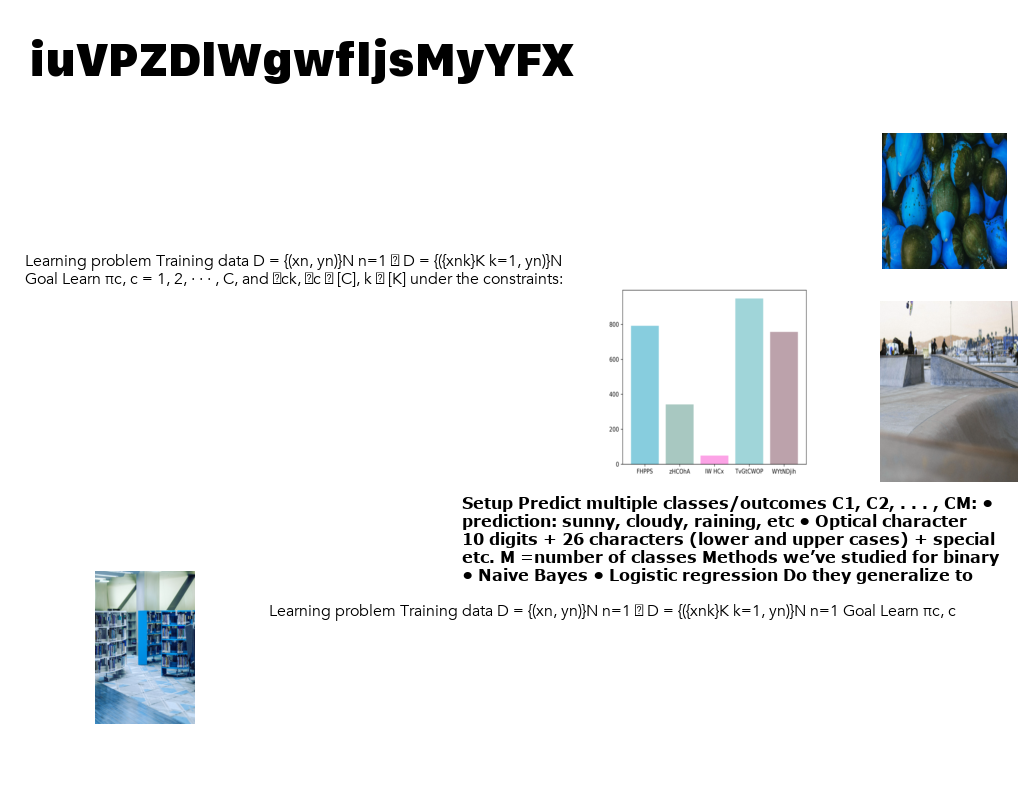 iuVPZDlWgwfIjsMyYFX
Learning problem Training data D = {(xn, yn)}N n=1 D = {({xnk}K k=1, yn)}N
Goal Learn πc, c = 1, 2, · · · , C, and ck, c [C], k [K] under the constraints:
800
600
400
200
0
FHPPS zHCOhA IW HCx TvGtCWOP WYtNDjih
Setup Predict multiple classes/outcomes C1, C2, . . . , CM: •
prediction: sunny, cloudy, raining, etc • Optical character
10 digits + 26 characters (lower and upper cases) + special
etc. M =number of classes Methods we’ve studied for binary
• Naive Bayes • Logistic regression Do they generalize to
Learning problem Training data D = {(xn, yn)}N n=1 D = {({xnk}K k=1, yn)}N n=1 Goal Learn πc, c